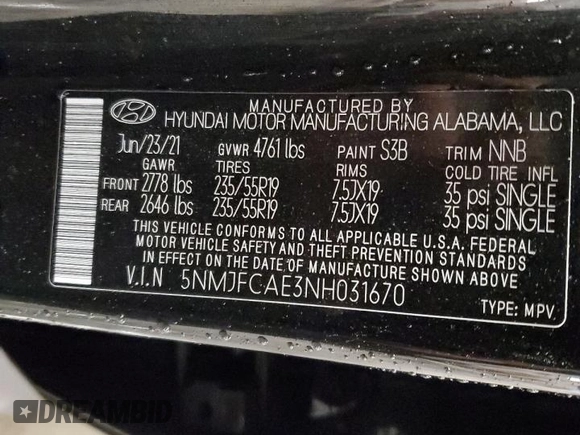 MANUFACTURED BY
HYUNDAI MOTOR MANUFACTURING ALABAMA, LLC
Jun/23/21 GVWR 4761 lbs PAINT S3B TRIM NNB
GAWR TIRES RIMS COLD TIRE INFL
FRONT 2778 lbs 235/55R19 7.5JX19 35 psi SINGLE
REAR 2646 lbs 235/55R19 7.5JX19 35 psi SINGLE
THIS VEHICLE CONFORMS TO ALL APPLICABLE U.S.A. FEDERAL
MOTOR VEHICLE SAFETY AND THEFT PREVENTION STANDARDS
IN EFFECT ON THE DATE OF MANUFACTURE SHOWN ABOVE.
V.I.N 5NMJFCAE3NH031670
TYPE: MPV
DREAMBID